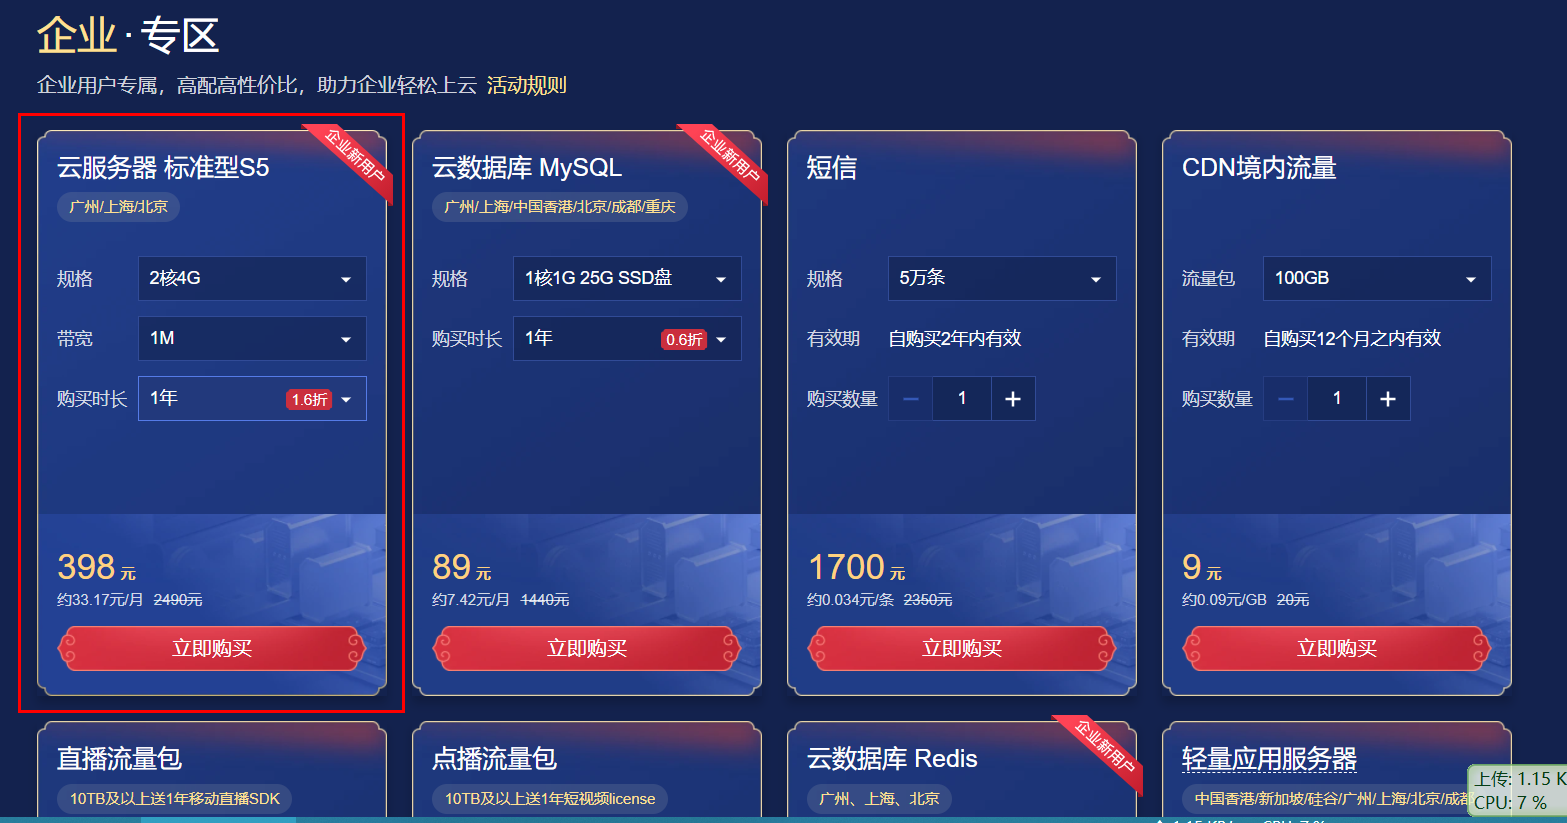 企业·专区
企业用户专属，高配高性价比，助力企业轻松上云 活动规则
企业新用户
云服务器 标准型S5
广州/上海/北京
规格 2核4G
带宽 1M
购买时长 1年 1.6折
398 元
约33.17元/月 2490元
立即购买
企业新用户
云数据库 MySQL
广州/上海/中国香港/北京/成都/重庆
规格 1核1G 25G SSD盘
购买时长 1年 0.6折
89 元
约7.42元/月 1440元
立即购买
短信
规格 5万条
有效期 自购买2年内有效
购买数量 － 1 +
1700 元
约0.034元/条 2350元
立即购买
CDN境内流量
流量包 100GB
有效期 自购买12个月之内有效
购买数量 － 1 +
9 元
约0.09元/GB 20元
立即购买
直播流量包
10TB及以上送1年移动直播SDK
点播流量包
10TB及以上送1年短视频license
企业新用户
云数据库 Redis
广州、上海、北京
轻量应用服务器
中国香港/新加坡/硅谷/广州/上海/北京/成都
上传: 1.15 K
CPU: 7 %